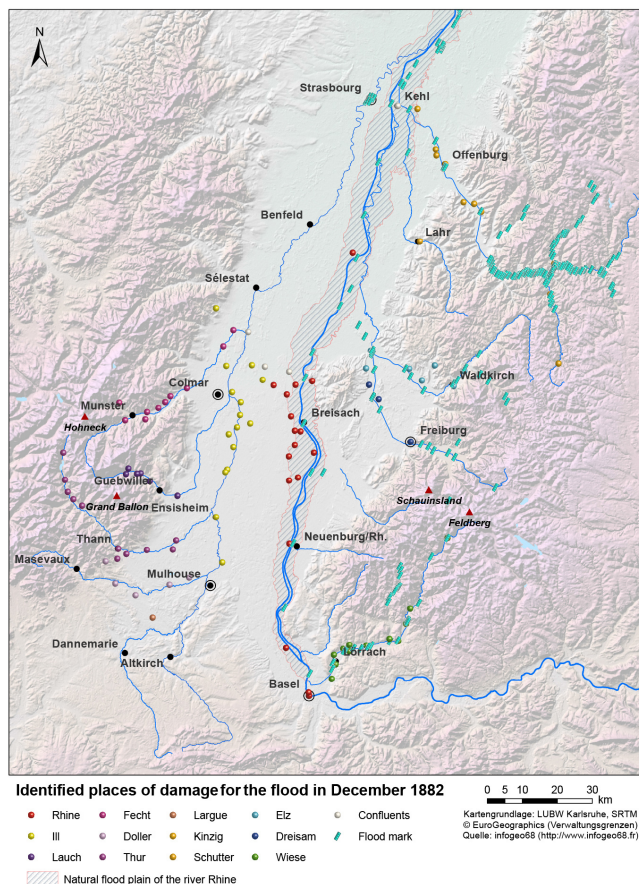 N
Strasbourg
Kehl
Offenburg
Benfeld
Lahr
Sélestat
Waldkirch
Colmar
Munster
Hohneck
Breisach
Freiburg
Guebwiller
Grand Ballon
Ensisheim
Schauinsland
Feldberg
Thann
Neuenburg/Rh.
Masevaux
Mulhouse
Dannemarie
Altkirch
Lörrach
Basel
Identified places of damage for the flood in December 1882
0 5 10 20 30
km
Kartengrundlage: LUBW Karlsruhe, SRTM
© EuroGeographics (Verwaltungsgrenzen)
Quelle: infogeo68 (http://www.infogeo68.fr)
Rhine Fecht Largue Elz Confluents
Ill Doller Kinzig Dreisam Flood mark
Lauch Thur Schutter Wiese
Natural flood plain of the river Rhine